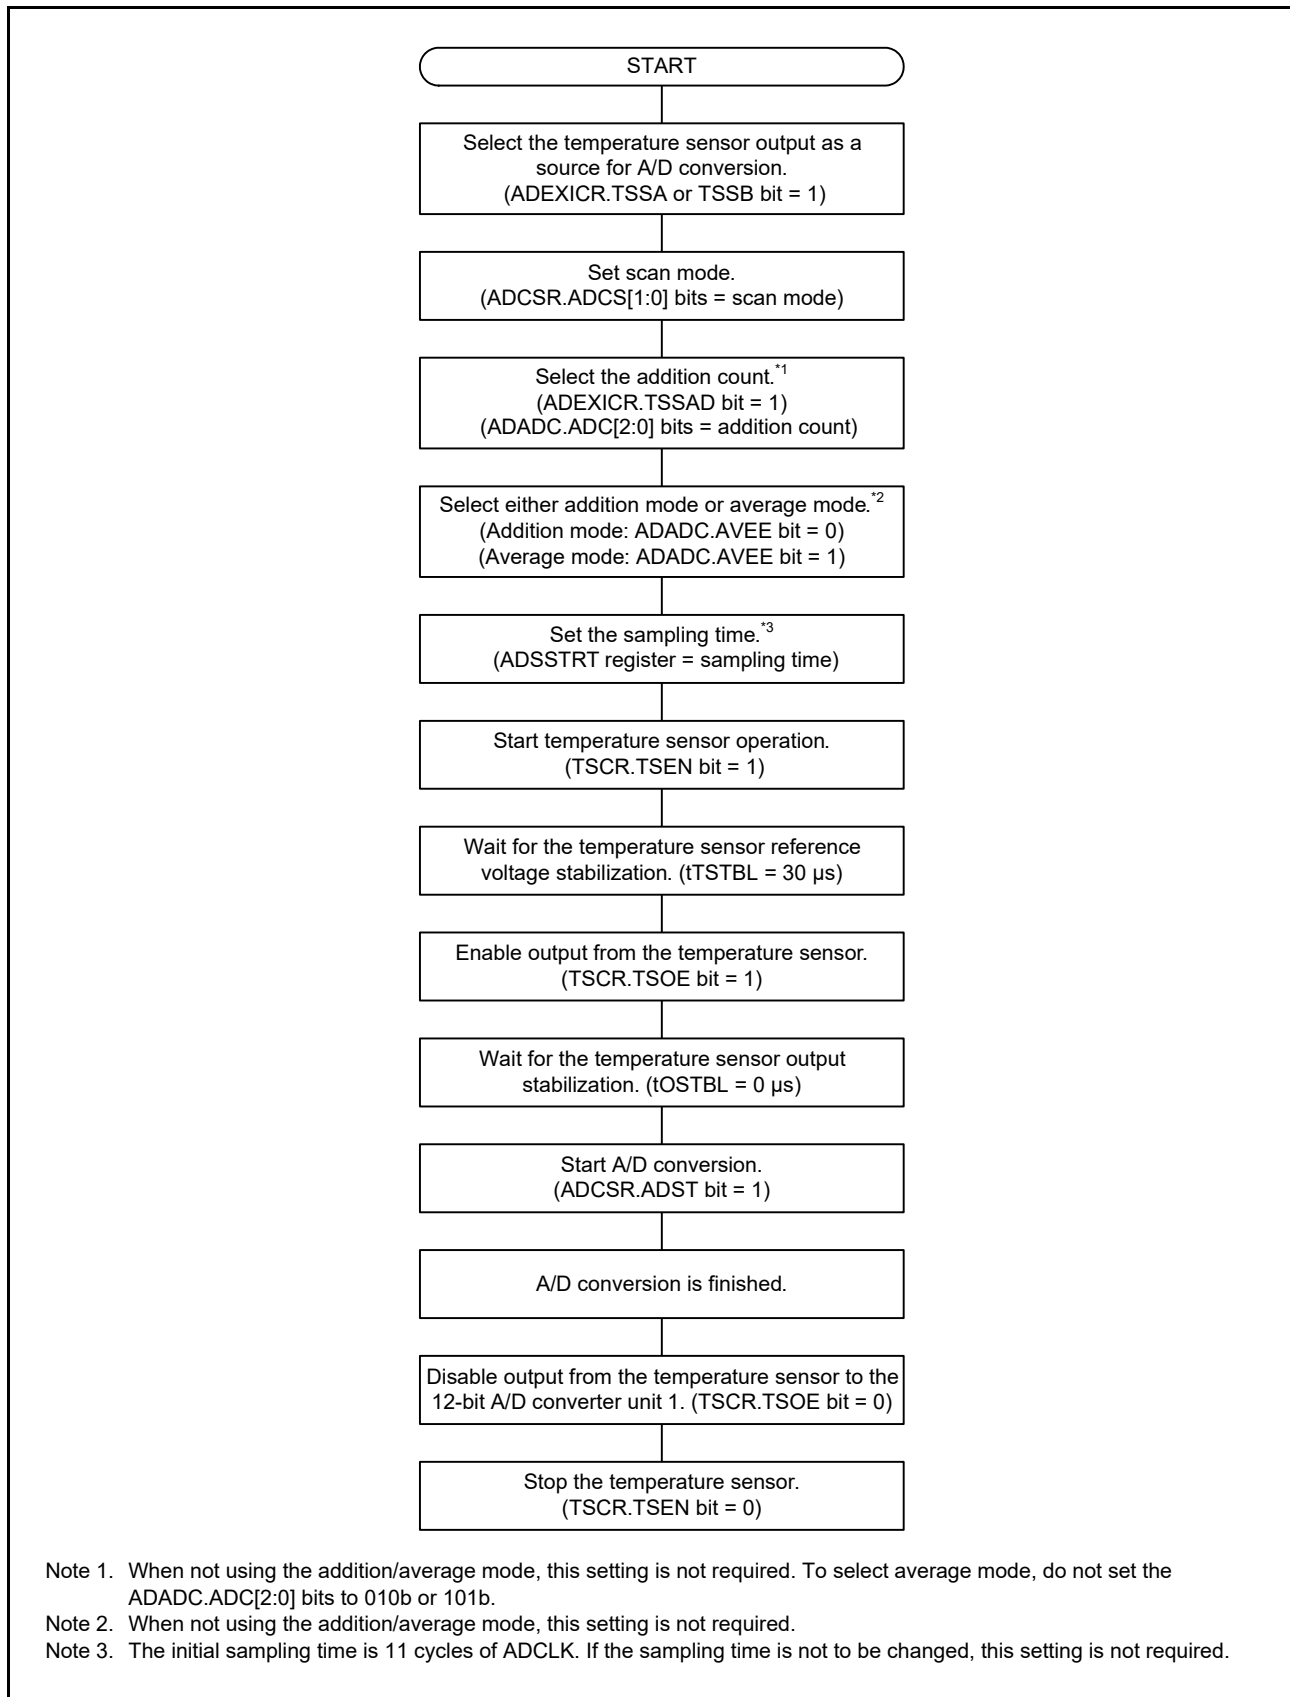 START
Select the temperature sensor output as a
source for A/D conversion.
(ADEXICR.TSSA or TSSB bit = 1)
Set scan mode.
(ADCSR.ADCS[1:0] bits = scan mode)
Select the addition count.*1
(ADEXICR.TSSAD bit = 1)
(ADADC.ADC[2:0] bits = addition count)
Select either addition mode or average mode.*2
(Addition mode: ADADC.AVEE bit = 0)
(Average mode: ADADC.AVEE bit = 1)
Set the sampling time.*3
(ADSSTRT register = sampling time)
Start temperature sensor operation.
(TSCR.TSEN bit = 1)
Wait for the temperature sensor reference
voltage stabilization. (tTSTBL = 30 µs)
Enable output from the temperature sensor.
(TSCR.TSOE bit = 1)
Wait for the temperature sensor output
stabilization. (tOSTBL = 0 µs)
Start A/D conversion.
(ADCSR.ADST bit = 1)
A/D conversion is finished.
Disable output from the temperature sensor to the
12-bit A/D converter unit 1. (TSCR.TSOE bit = 0)
Stop the temperature sensor.
(TSCR.TSEN bit = 0)
Note 1. When not using the addition/average mode, this setting is not required. To select average mode, do not set the
ADADC.ADC[2:0] bits to 010b or 101b.
Note 2. When not using the addition/average mode, this setting is not required.
Note 3. The initial sampling time is 11 cycles of ADCLK. If the sampling time is not to be changed, this setting is not required.